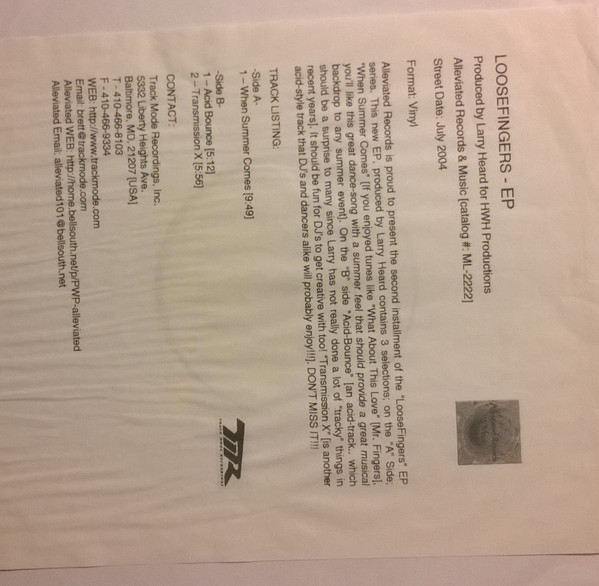 LOOSEFINGERS - EP
Produced by Larry Heard for HWH Productions
Alleviated Records & Music [catalog #: ML-2222]
Street Date: July 2004
Format: Vinyl
Alleviated Records is proud to present the second installment of the "LooseFingers" EP
series. This new EP, produced by Larry Heard contains 3 selections; on the "A" Side,
"When Summer Comes" [If you enjoyed tunes like "What About This Love" [Mr. Fingers],
you'll like this great dance-song with a summer feel that should provide a great musical
backdrop to any summer event]. On the "B" side "Acid-Bounce" [an acid-track.. which
should be a surprise to many since Larry has not really done a lot of "tracky" things in
recent years]. It should be fun for DJ's to get creative with too! "Transmission X" [is another
acid-style track that DJ's and dancers alike will probably enjoy!!!]. DON'T MISS IT!!!
TRACK LISTING:
-Side A-
1 – When Summer Comes [9:49]
-Side B-
1 – Acid Bounce [5:12]
2 – Transmission X [5:56]
CONTACT:
Track Mode Recordings, Inc.
5332 Liberty Heights Ave.
Baltimore, MD, 21207 [USA]
T - 410-466-8103
F - 410-466-8334
WEB: http://www.trackmode.com
Email: brett@trackmode.com
Alleviated WEB: http://home.bellsouth.net/p/PWP-alleviated
Alleviated Email: alleviated101@bellsouth.net
TMR